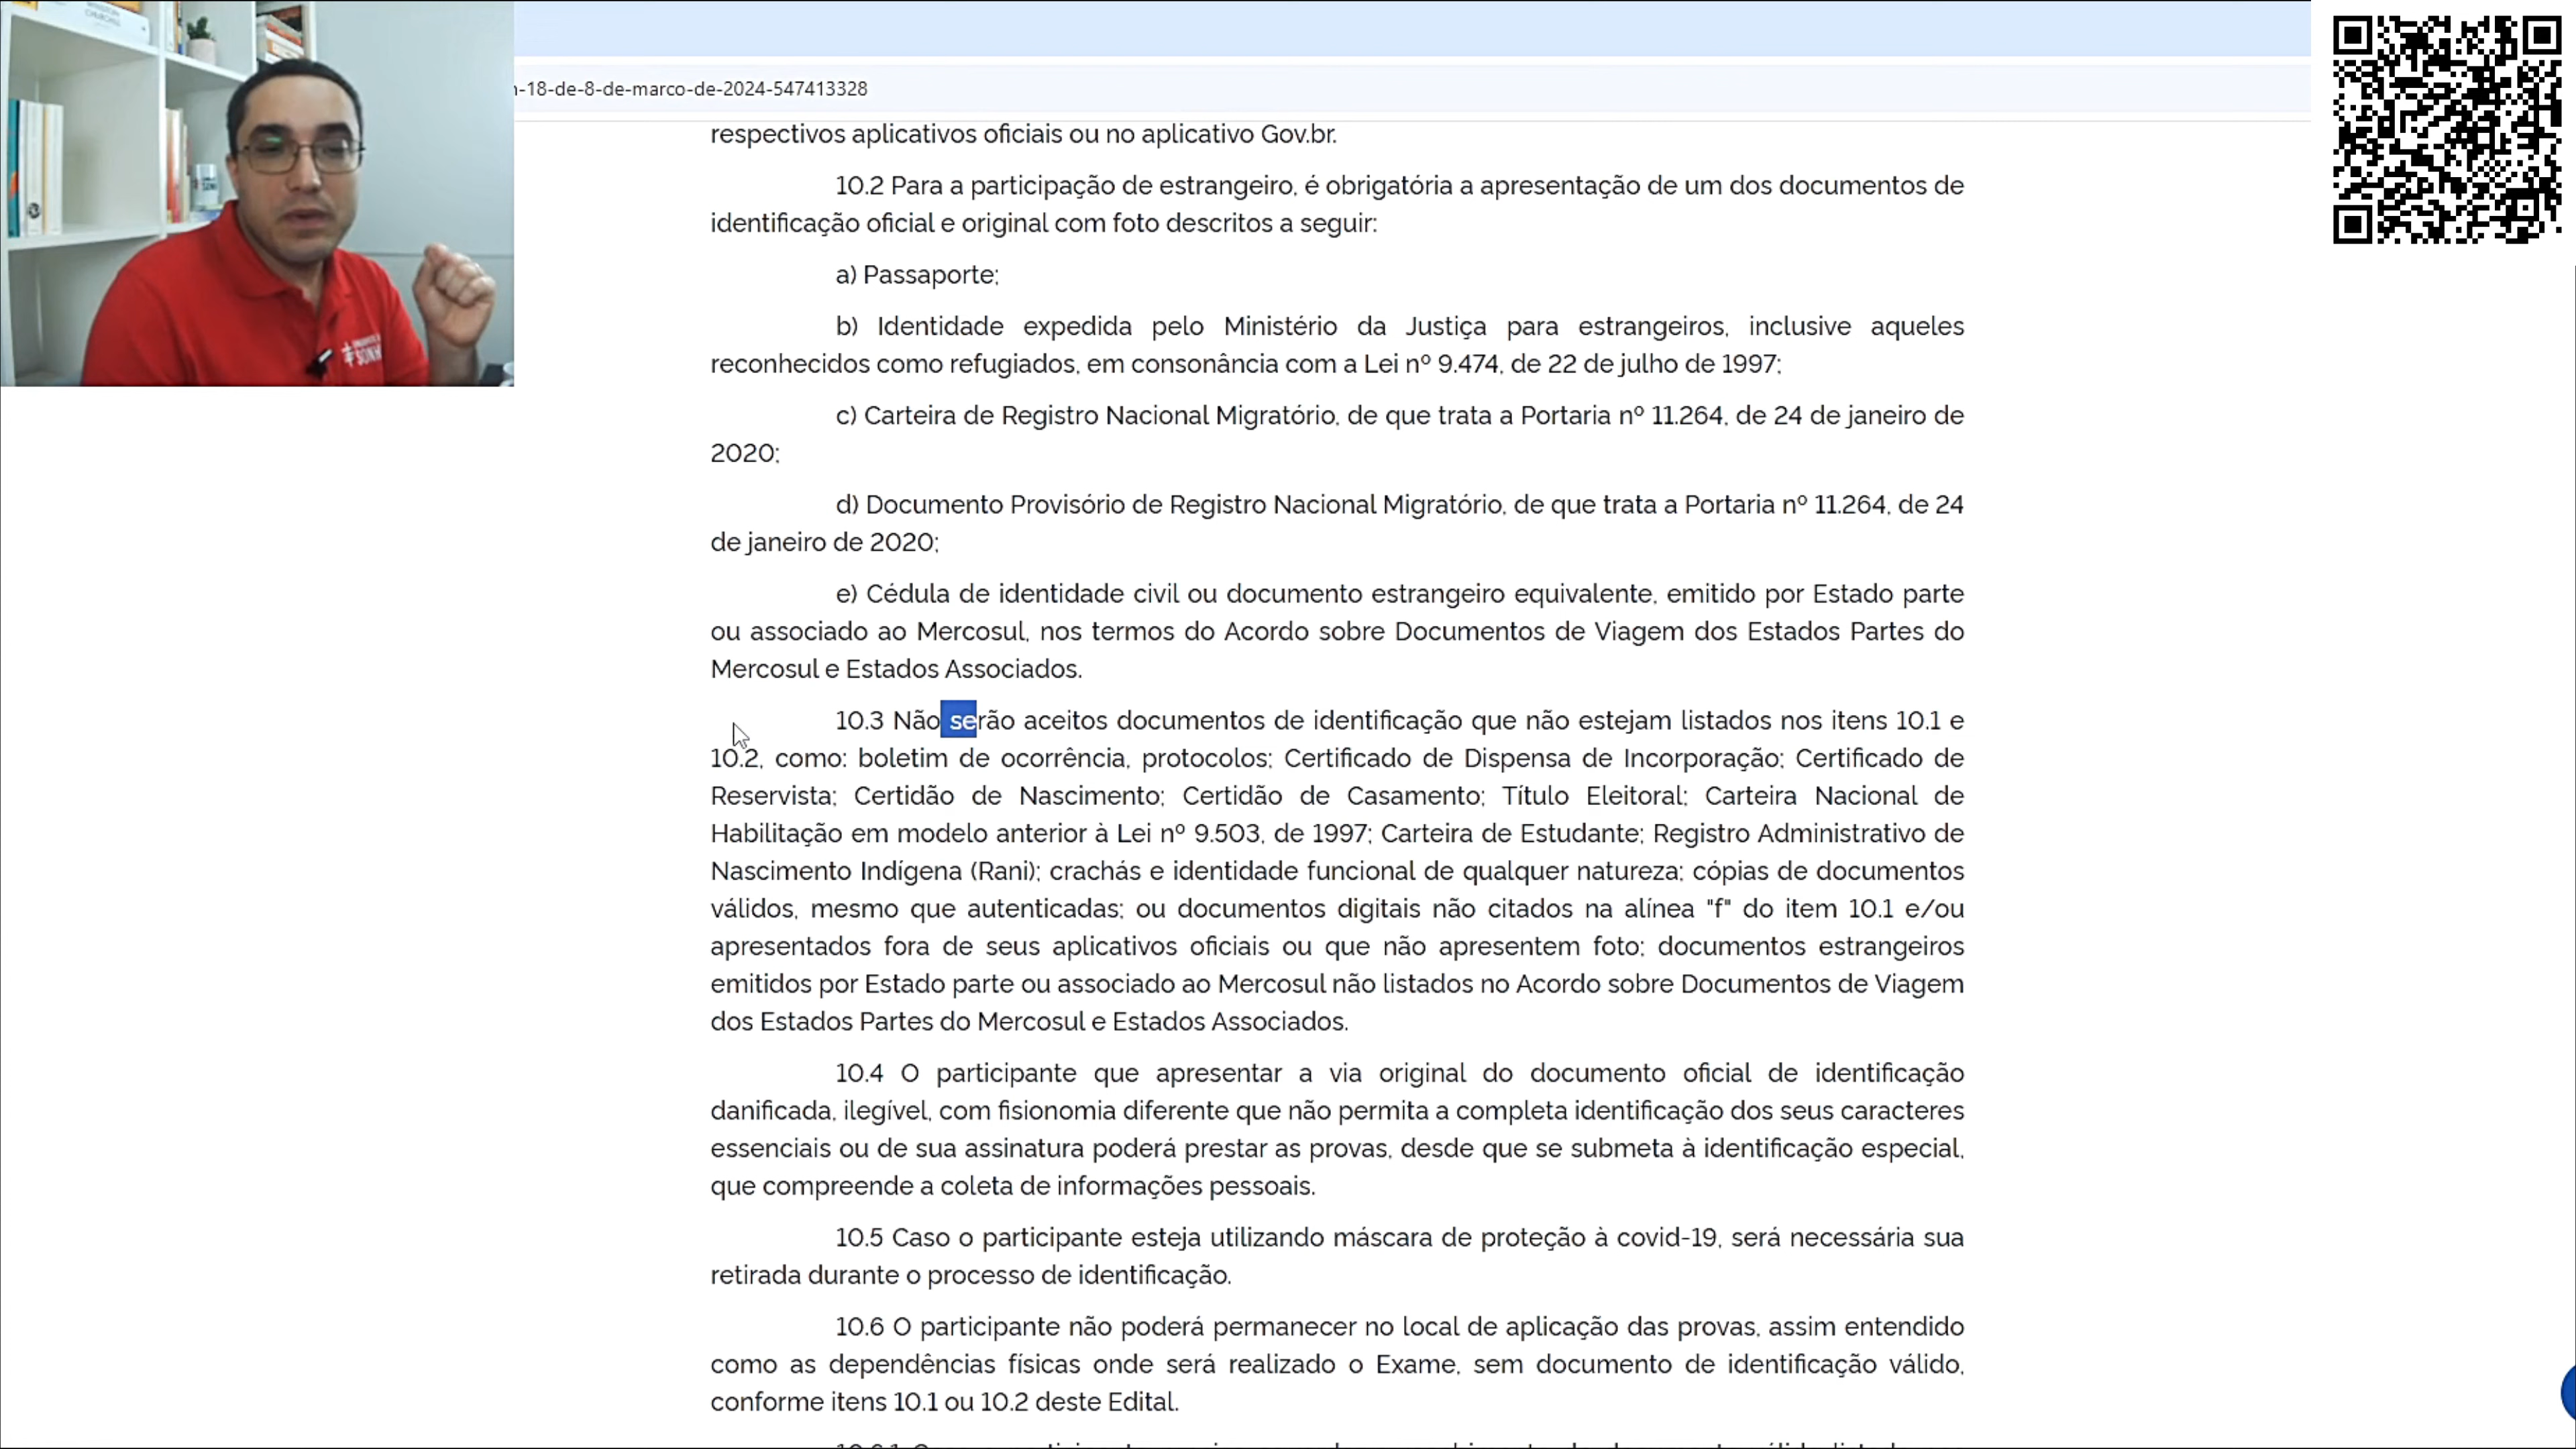 n-18-de-8-de-marco-de-2024-547413328
respectivos aplicativos oficiais ou no aplicativo Gov.br.
10.2 Para a participação de estrangeiro, é obrigatória a apresentação de um dos documentos de
identificação oficial e original com foto descritos a seguir:
a) Passaporte;
b) Identidade expedida pelo Ministério da Justiça para estrangeiros, inclusive aqueles
reconhecidos como refugiados, em consonância com a Lei nº 9.474, de 22 de julho de 1997;
c) Carteira de Registro Nacional Migratório, de que trata a Portaria nº 11.264, de 24 de janeiro de
2020;
d) Documento Provisório de Registro Nacional Migratório, de que trata a Portaria nº 11.264, de 24
de janeiro de 2020;
e) Cédula de identidade civil ou documento estrangeiro equivalente, emitido por Estado parte
ou associado ao Mercosul, nos termos do Acordo sobre Documentos de Viagem dos Estados Partes do
Mercosul e Estados Associados.
10.3 Não serão aceitos documentos de identificação que não estejam listados nos itens 10.1 e
10.2, como: boletim de ocorrência, protocolos; Certificado de Dispensa de Incorporação; Certificado de
Reservista; Certidão de Nascimento; Certidão de Casamento; Título Eleitoral; Carteira Nacional de
Habilitação em modelo anterior à Lei nº 9.503, de 1997; Carteira de Estudante; Registro Administrativo de
Nascimento Indígena (Rani); crachás e identidade funcional de qualquer natureza; cópias de documentos
válidos, mesmo que autenticadas; ou documentos digitais não citados na alínea "f" do item 10.1 e/ou
apresentados fora de seus aplicativos oficiais ou que não apresentem foto; documentos estrangeiros
emitidos por Estado parte ou associado ao Mercosul não listados no Acordo sobre Documentos de Viagem
dos Estados Partes do Mercosul e Estados Associados.
10.4 O participante que apresentar a via original do documento oficial de identificação
danificada, ilegível, com fisionomia diferente que não permita a completa identificação dos seus caracteres
essenciais ou de sua assinatura poderá prestar as provas, desde que se submeta à identificação especial,
que compreende a coleta de informações pessoais.
10.5 Caso o participante esteja utilizando máscara de proteção à covid-19, será necessária sua
retirada durante o processo de identificação.
10.6 O participante não poderá permanecer no local de aplicação das provas, assim entendido
como as dependências físicas onde será realizado o Exame, sem documento de identificação válido,
conforme itens 10.1 ou 10.2 deste Edital.